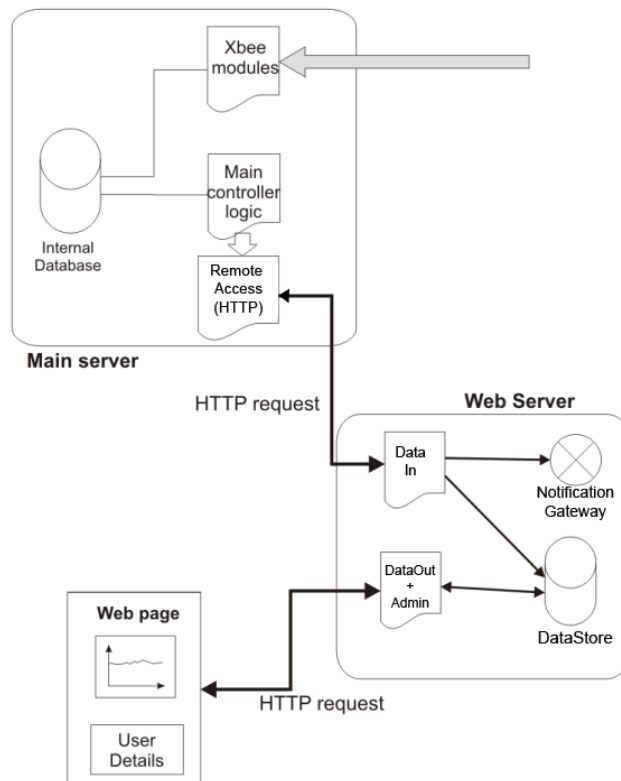 Xbee
modules
Main
controller
logic
Internal
Database
Remote
Access
(HTTP)
Main server
HTTP request
Web Server
Data
In
Notification
Gateway
DataOut
+
Admin
DataStore
Web page
HTTP request
User
Details